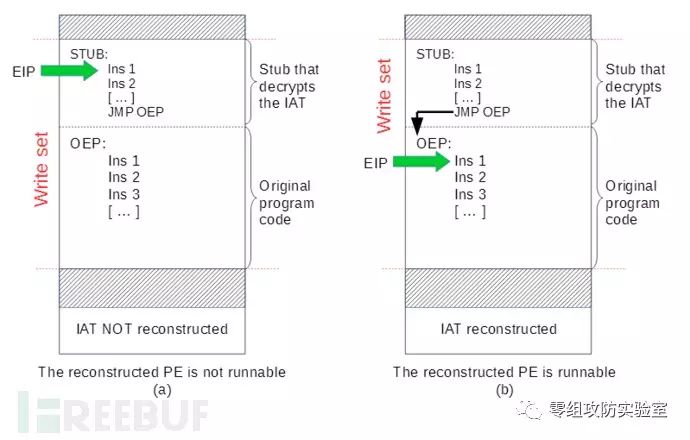 STUB:
Ins 1
Ins 2
[ ... ]
JMP OEP
EIP
Stub that
decrypts
the IAT
Write set
OEP:
Ins 1
Ins 2
Ins 3
[ ... ]
Original
program
code
IAT NOT reconstructed
The reconstructed PE is not runnable
(a)
STUB:
Ins 1
Ins 2
[ ... ]
JMP OEP
Stub that
decrypts
the IAT
Write set
OEP:
EIP
Ins 1
Ins 2
Ins 3
[ ... ]
Original
program
code
IAT reconstructed
The reconstructed PE is runnable
(b)
FREEBUF
零组攻防实验室